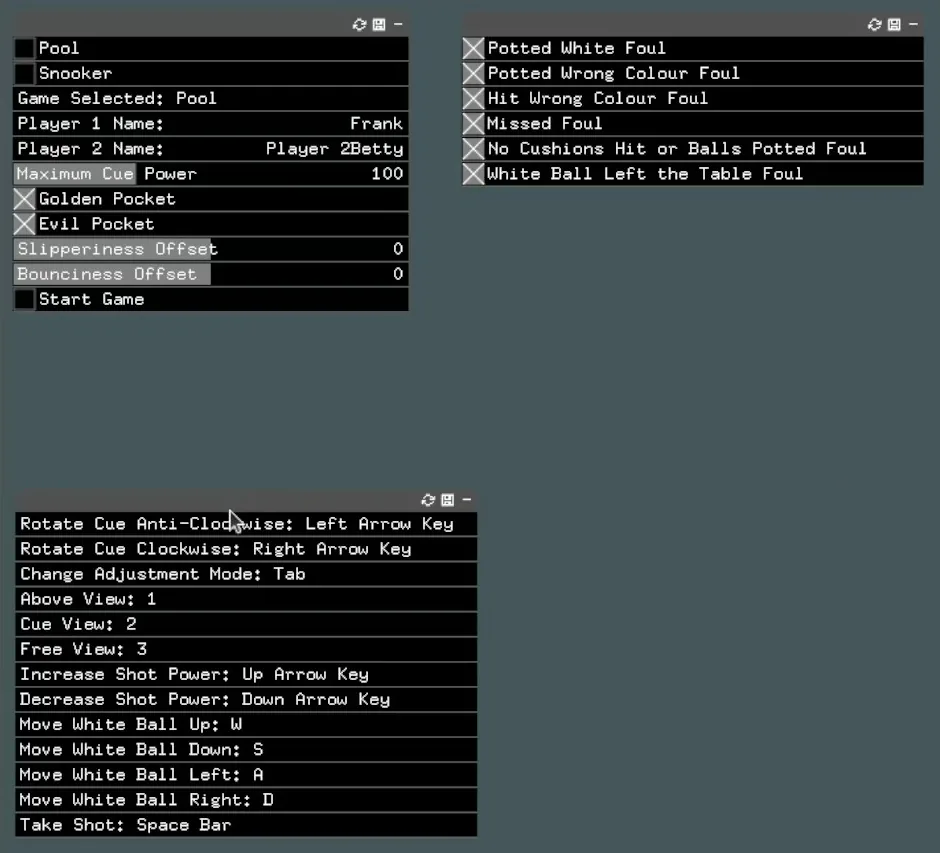 Pool
Snooker
Game Selected: Pool
Player 1 Name: Frank
Player 2 Name: Player 2Betty
Maximum Cue Power 100
Golden Pocket
Evil Pocket
Slipperiness Offset 0
Bounciness Offset 0
Start Game
Potted White Foul
Potted Wrong Colour Foul
Hit Wrong Colour Foul
Missed Foul
No Cushions Hit or Balls Potted Foul
White Ball Left the Table Foul
Rotate Cue Anti-Clockwise: Left Arrow Key
Rotate Cue Clockwise: Right Arrow Key
Change Adjustment Mode: Tab
Above View: 1
Cue View: 2
Free View: 3
Increase Shot Power: Up Arrow Key
Decrease Shot Power: Down Arrow Key
Move White Ball Up: W
Move White Ball Down: S
Move White Ball Left: A
Move White Ball Right: D
Take Shot: Space Bar